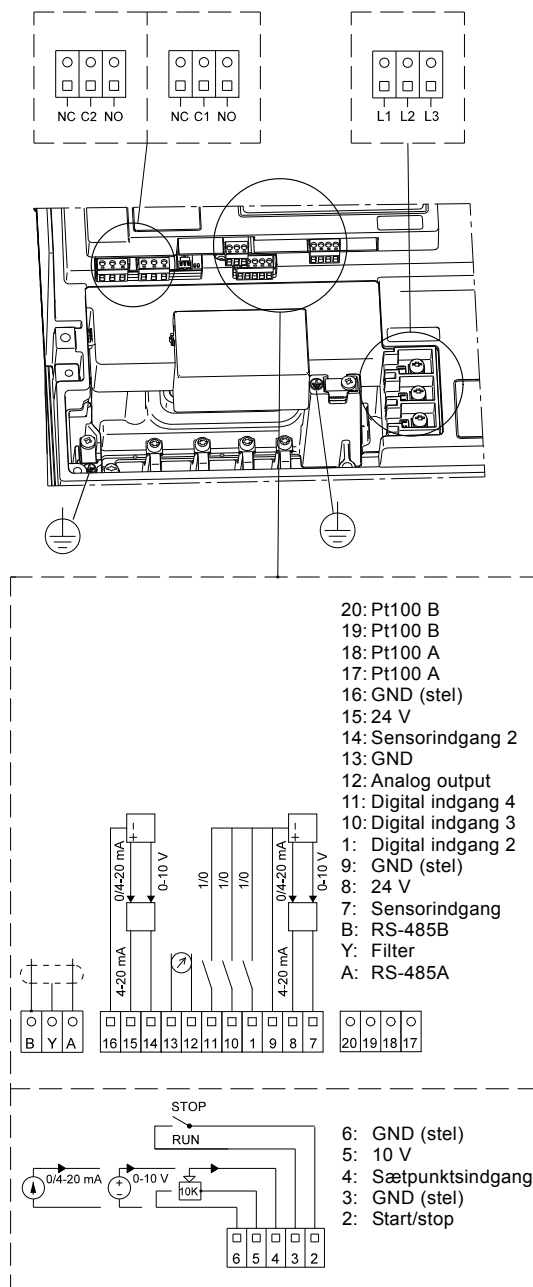 NC C2 NO
NC C1 NO
L1 L2 L3
20: Pt100 B
19: Pt100 B
18: Pt100 A
17: Pt100 A
16: GND (stel)
15: 24 V
14: Sensorindgang 2
13: GND
12: Analog output
11: Digital indgang 4
10: Digital indgang 3
1: Digital indgang 2
9: GND (stel)
8: 24 V
7: Sensorindgang
B: RS-485B
Y: Filter
A: RS-485A
0/4-20 mA
0-10 V
1/0
1/0
1/0
0/4-20 mA
0-10 V
4-20 mA
4-20 mA
- +
- +
B Y A
16 15 14 13 12 11 10 1 9 8 7
20 19 18 17
STOP
RUN
0/4-20 mA
+ -
0-10 V
10K
6 5 4 3 2
6: GND (stel)
5: 10 V
4: Sætpunktsindgang
3: GND (stel)
2: Start/stop